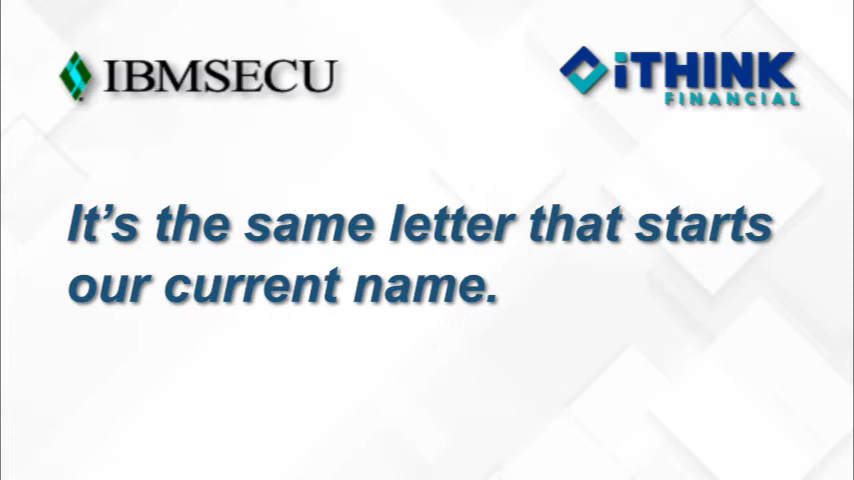 IBMSECU
iTHINK
FINANCIAL
It's the same letter that starts
our current name.